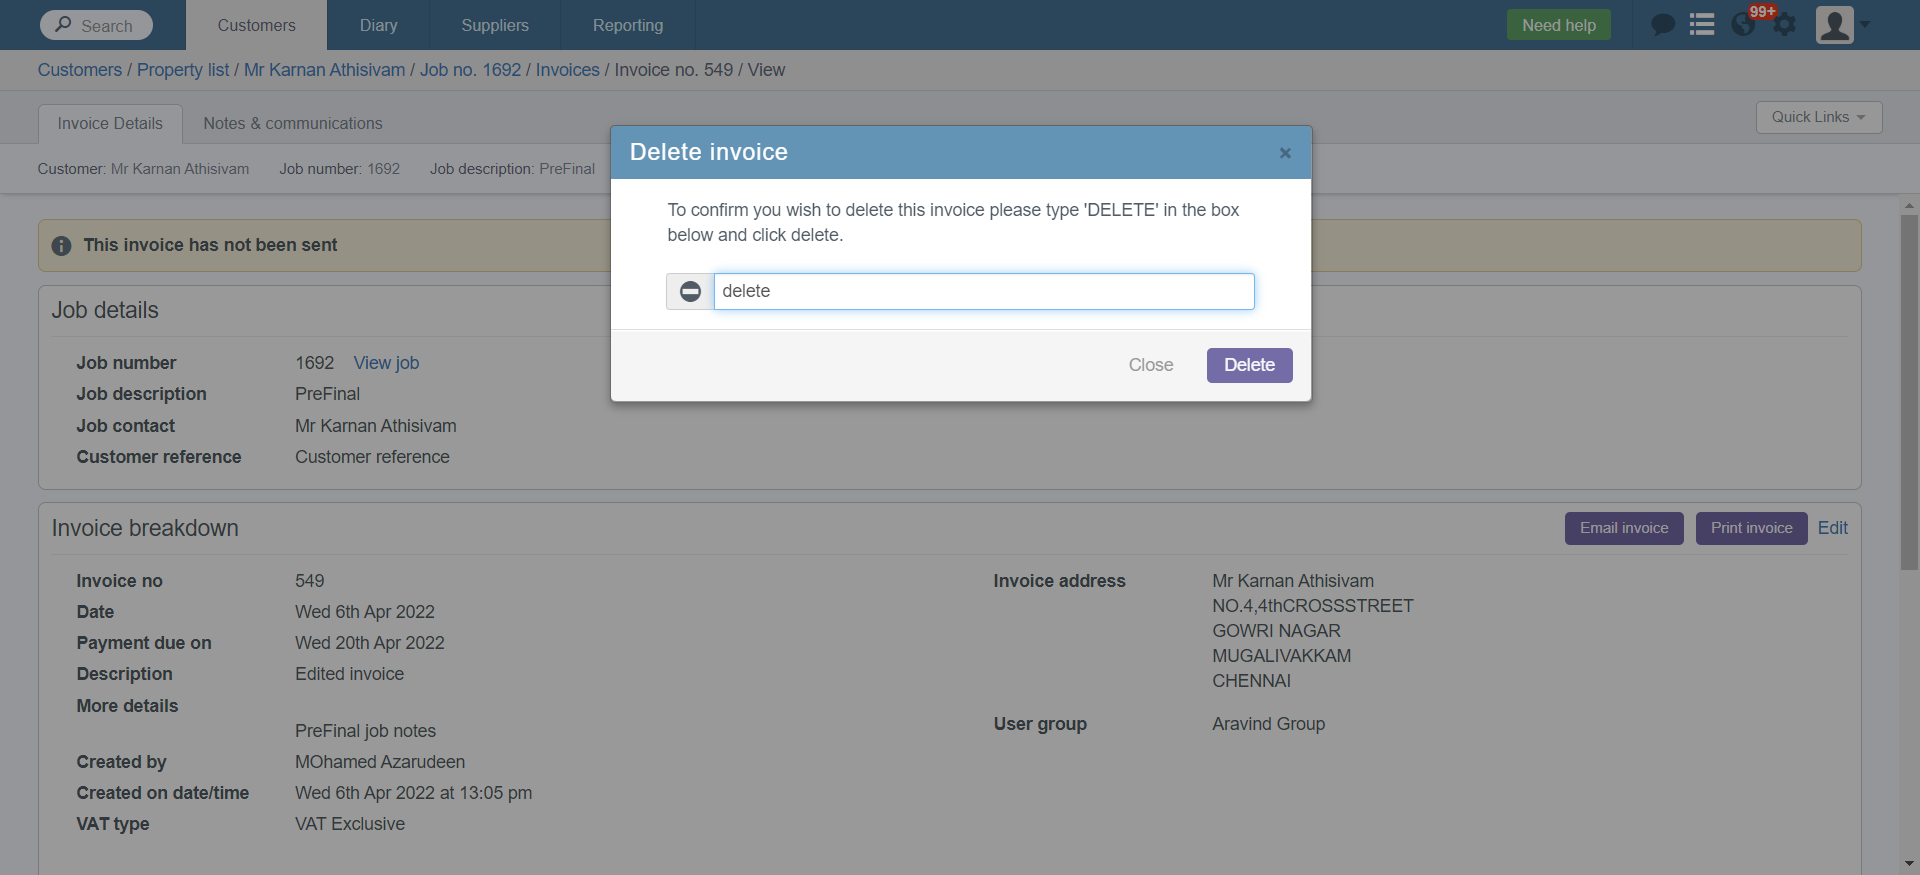 Search
Customers
Diary
Suppliers
Reporting
Need help
99+
Customers / Property list / Mr Karnan Athisivam / Job no. 1692 / Invoices / Invoice no. 549 / View
Invoice Details
Notes & communications
Quick Links
Customer: Mr Karnan Athisivam Job number: 1692 Job description: PreFinal
Delete invoice
×
To confirm you wish to delete this invoice please type 'DELETE' in the box
below and click delete.
delete
Close
Delete
This invoice has not been sent
Job details
Job number 1692 View job
Job description PreFinal
Job contact Mr Karnan Athisivam
Customer reference Customer reference
Invoice breakdown
Email invoice
Print invoice
Edit
Invoice no 549
Date Wed 6th Apr 2022
Payment due on Wed 20th Apr 2022
Description Edited invoice
More details
PreFinal job notes
Created by MOhamed Azarudeen
Created on date/time Wed 6th Apr 2022 at 13:05 pm
VAT type VAT Exclusive
Invoice address Mr Karnan Athisivam
NO.4,4thCROSSSTREET
GOWRI NAGAR
MUGALIVAKKAM
CHENNAI
User group Aravind Group